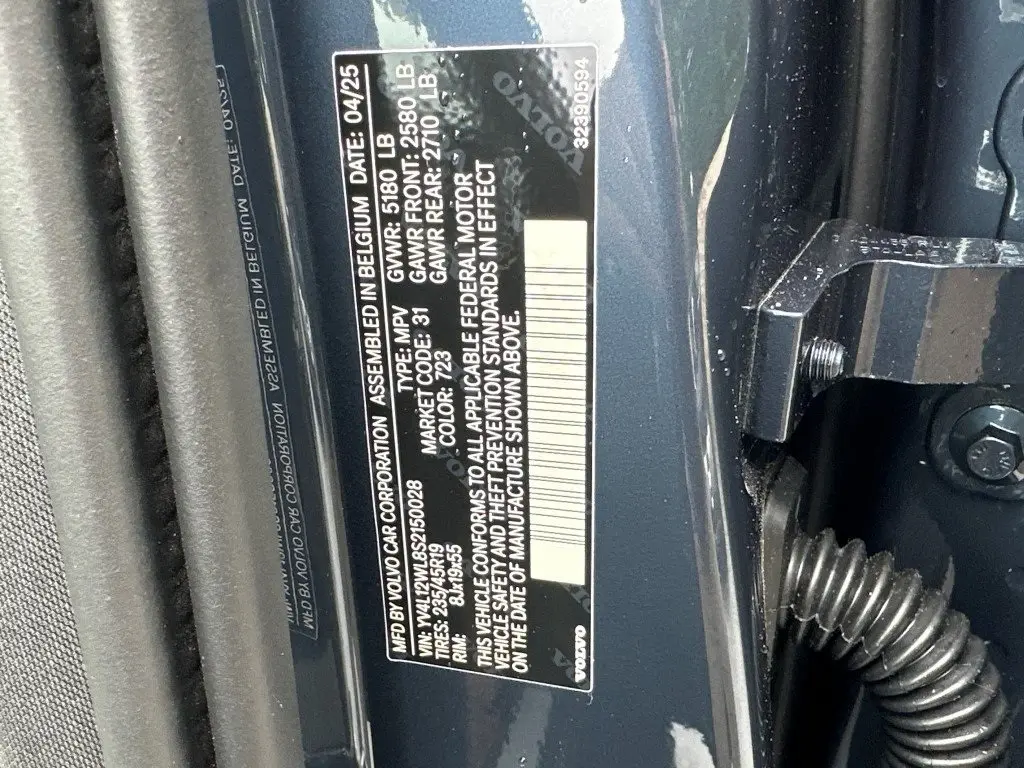 MFD BY VOLVO CAR CORPORATION ASSEMBLED IN BELGIUM DATE: 04/25
VIN: YV4L12WL8S2150028 TYPE: MPV GVWR: 5180 LB
TIRES: 235/45R19 MARKET CODE: 31 GAWR FRONT: 2580 LB
RIM: 8Jx19x55 COLOR: 723 GAWR REAR: 2710 LB
THIS VEHICLE CONFORMS TO ALL APPLICABLE FEDERAL MOTOR
VEHICLE SAFETY AND THEFT PREVENTION STANDARDS IN EFFECT
ON THE DATE OF MANUFACTURE SHOWN ABOVE.
VOLVO 32390594